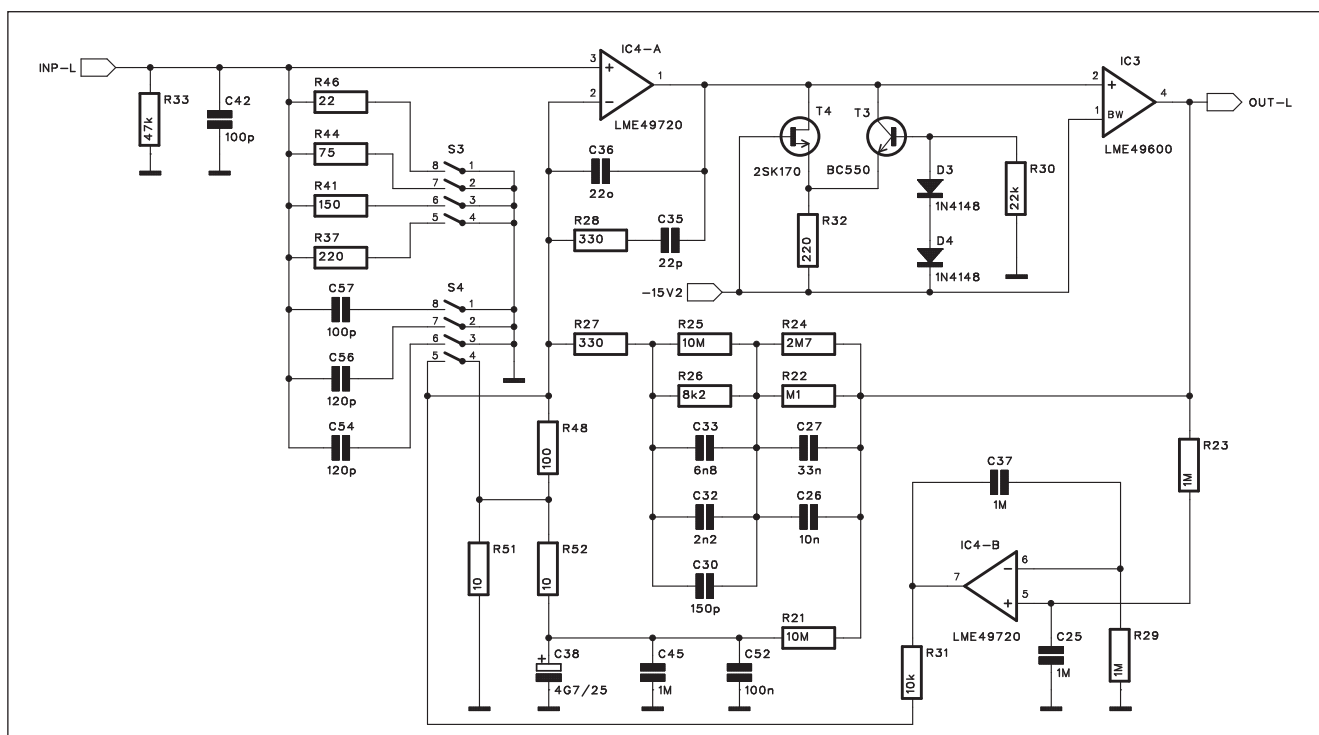 INP-L
R33
47k
C42
100p
R46
22
R44
75
R41
150
R37
220
S3
8 1
7 2
6 3
5 4
C57
100p
C56
120p
C54
120p
S4
8 1
7 2
6 3
5 4
IC4-A
3
+
2
-
1
LME49720
C36
22o
R28
330
C35
22p
T4
2SK170
T3
BC550
R32
220
D3
1N4148
D4
1N4148
R30
22k
-15V2
IC3
2
+
1
BW
4
LME49600
OUT-L
R27
330
R25
10M
R24
2M7
R26
8k2
R22
M1
C33
6n8
C27
33n
C32
2n2
C26
10n
C30
150p
R48
100
R51
10
R52
10
R21
10M
C38
+
4G7/25
C45
1M
C52
100n
R23
1M
C37
1M
IC4-B
7
-
6
+
5
LME49720
R31
10k
C25
1M
R29
1M